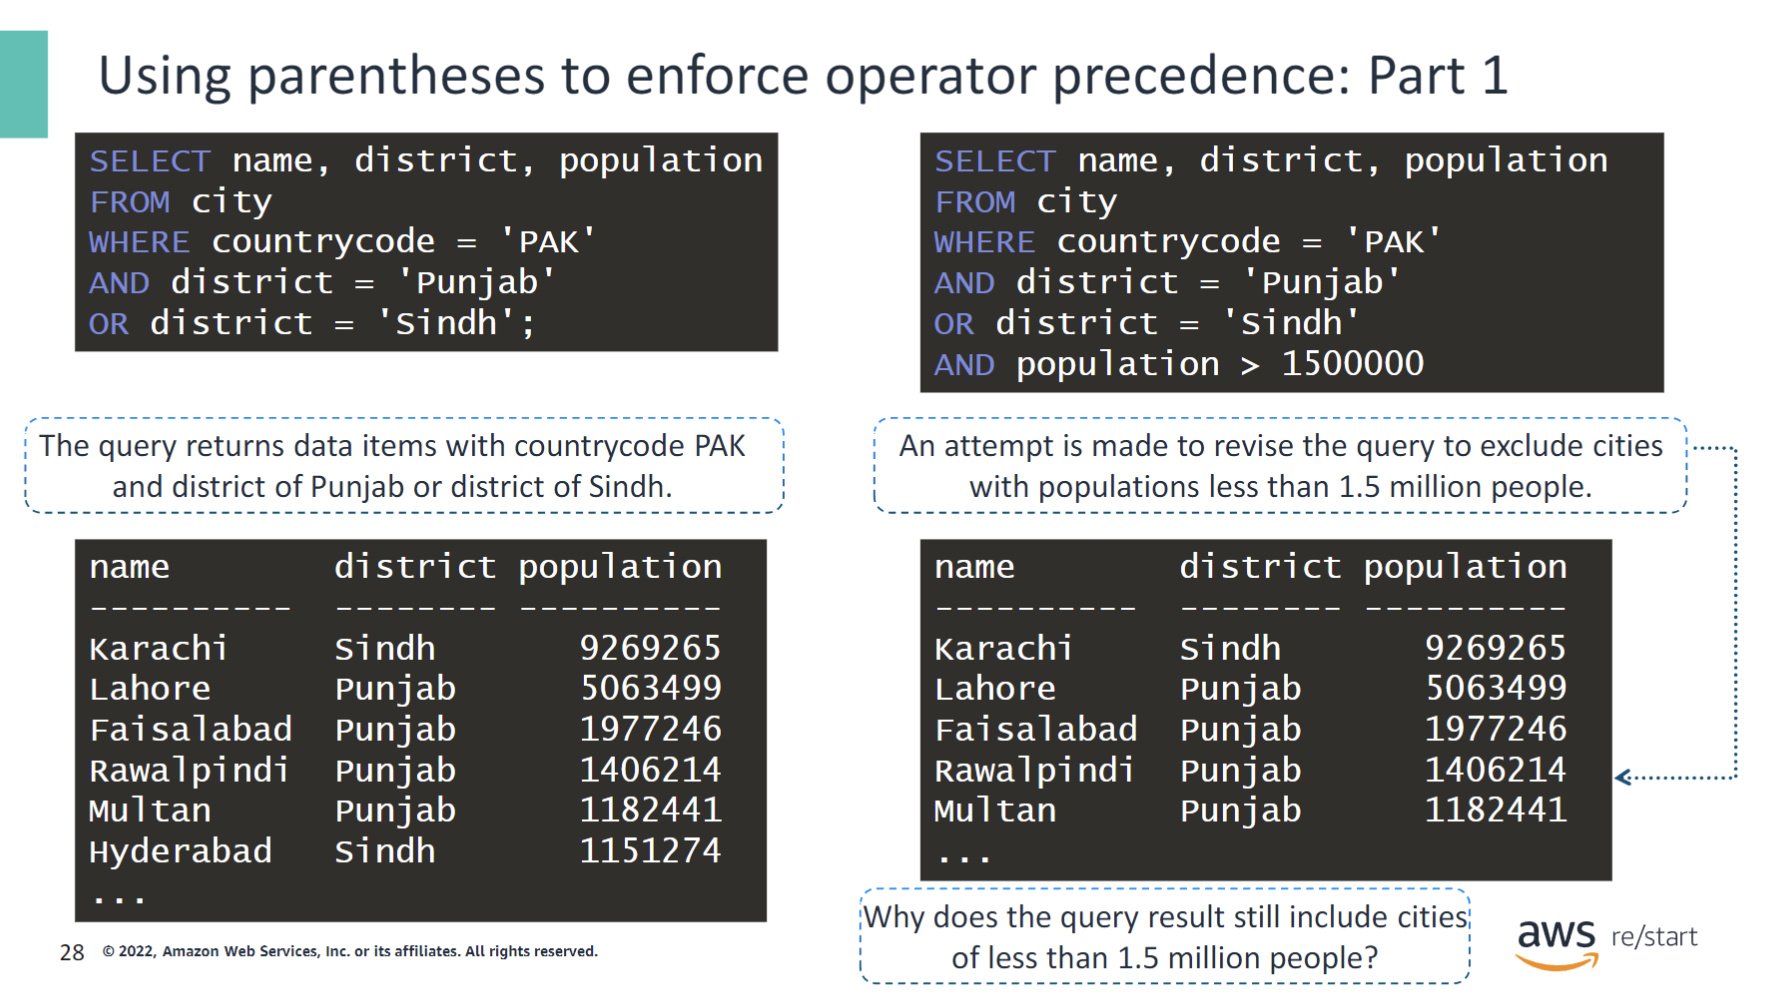 Using parentheses to enforce operator precedence: Part 1
SELECT name, district, population
FROM city
WHERE countrycode = 'PAK'
AND district = 'Punjab'
OR district = 'Sindh';
The query returns data items with countrycode PAK
and district of Punjab or district of Sindh.
name district population
---------- -------- ----------
Karachi Sindh 9269265
Lahore Punjab 5063499
Faisalabad Punjab 1977246
Rawalpindi Punjab 1406214
Multan Punjab 1182441
Hyderabad Sindh 1151274
...
SELECT name, district, population
FROM city
WHERE countrycode = 'PAK'
AND district = 'Punjab'
OR district = 'Sindh'
AND population > 1500000
An attempt is made to revise the query to exclude cities
with populations less than 1.5 million people.
name district population
---------- -------- ----------
Karachi Sindh 9269265
Lahore Punjab 5063499
Faisalabad Punjab 1977246
Rawalpindi Punjab 1406214
Multan Punjab 1182441
...
Why does the query result still include cities
of less than 1.5 million people?
28 © 2022, Amazon Web Services, Inc. or its affiliates. All rights reserved.
aws re/start